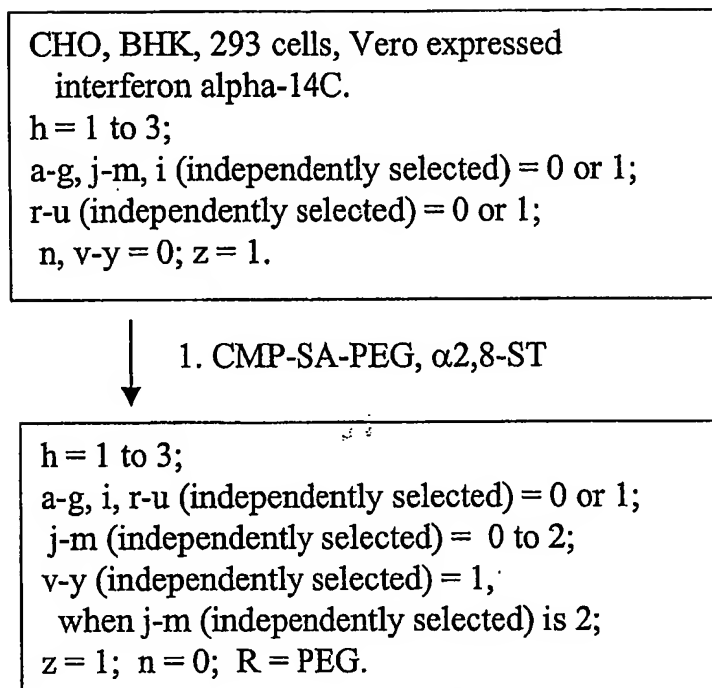 CHO, BHK, 293 cells, Vero expressed
interferon alpha-14C.
h = 1 to 3;
a-g, j-m, i (independently selected) = 0 or 1;
r-u (independently selected) = 0 or 1;
n, v-y = 0; z = 1.
1. CMP-SA-PEG, α2,8-ST
h = 1 to 3;
a-g, i, r-u (independently selected) = 0 or 1;
j-m (independently selected) = 0 to 2;
v-y (independently selected) = 1,
when j-m (independently selected) is 2;
z = 1; n = 0; R = PEG.